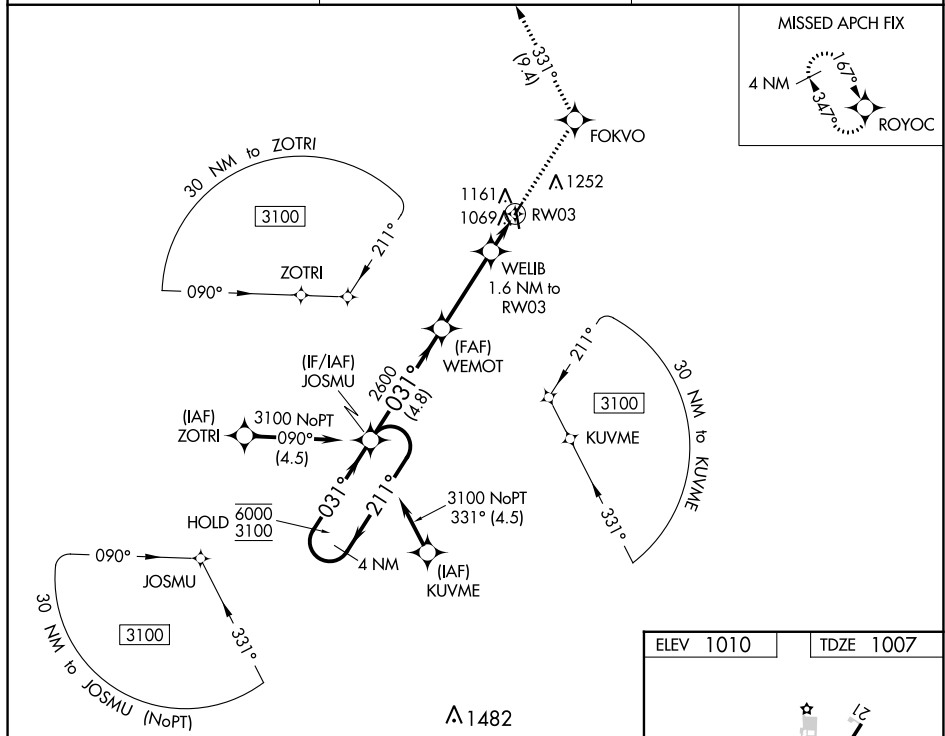 MISSED APCH FIX
4 NM
167°
347°
ROYOC
331°
(9.4)
FOKVO
30 NM to ZOTRI
3100
211°
090°
ZOTRI
1161
1252
1069
RW03
WELIB
1.6 NM to
RW03
(FAF)
WEMOT
(IF/IAF)
JOSMU
2600
031°
(4.8)
(IAF)
ZOTRI
3100 NoPT
090°
(4.5)
211°
3100
KUVME
30 NM to KUVME
331°
031°
211°
HOLD
6000
3100
4 NM
3100 NoPT
331° (4.5)
(IAF)
KUVME
090°
JOSMU
331°
3100
30 NM to JOSMU (NoPT)
1482
ELEV 1010
TDZE 1007
21